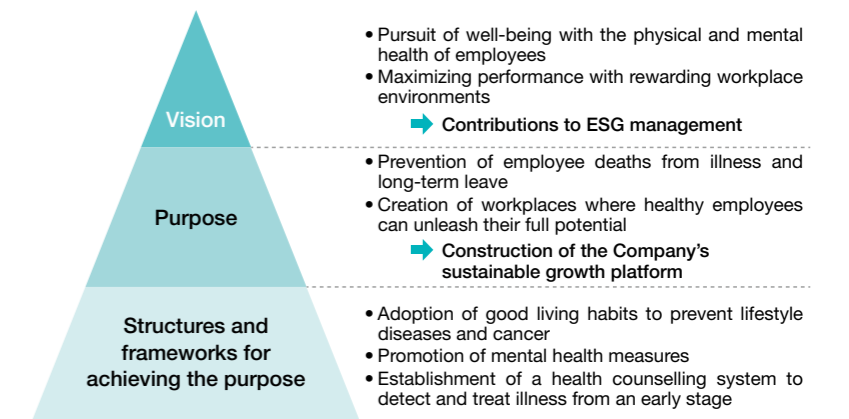 Vision
• Pursuit of well-being with the physical and mental
health of employees
• Maximizing performance with rewarding workplace
environments
Contributions to ESG management
Purpose
• Prevention of employee deaths from illness and
long-term leave
• Creation of workplaces where healthy employees
can unleash their full potential
Construction of the Company's
sustainable growth platform
Structures and
frameworks for
achieving the purpose
• Adoption of good living habits to prevent lifestyle
diseases and cancer
• Promotion of mental health measures
• Establishment of a health counselling system to
detect and treat illness from an early stage